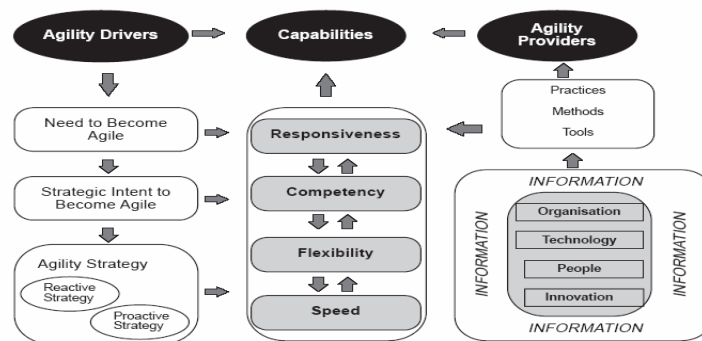 Agility Drivers
Capabilities
Agility
Providers
Need to Become
Agile
Strategic Intent to
Become Agile
Agility Strategy
Reactive
Strategy
Proactive
Strategy
Responsiveness
Competency
Flexibility
Speed
Practices
Methods
Tools
INFORMATION
INFORMATION
Organisation
Technology
People
Innovation
INFORMATION
INFORMATION